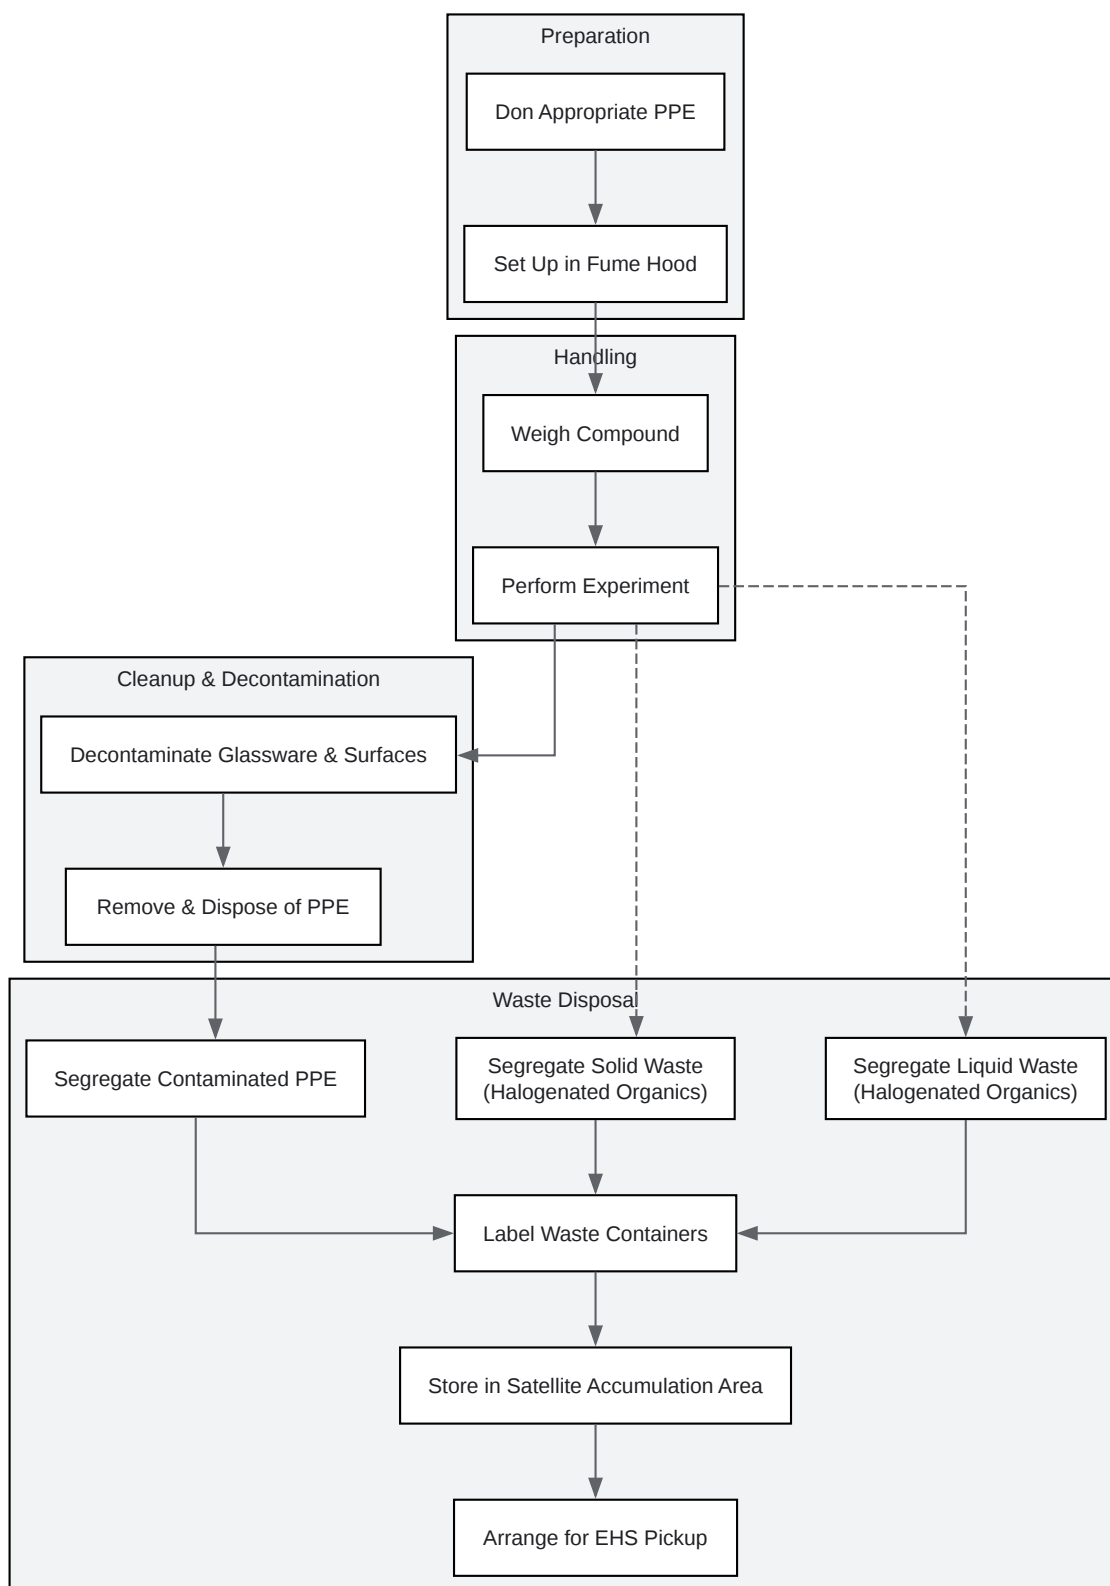 Preparation
Don Appropriate PPE
Set Up in Fume Hood
Handling
Weigh Compound
Perform Experiment
Cleanup & Decontamination
Decontaminate Glassware & Surfaces
Remove & Dispose of PPE
Waste Disposal
Segregate Contaminated PPE
Segregate Solid Waste
(Halogenated Organics)
Segregate Liquid Waste
(Halogenated Organics)
Label Waste Containers
Store in Satellite Accumulation Area
Arrange for EHS Pickup